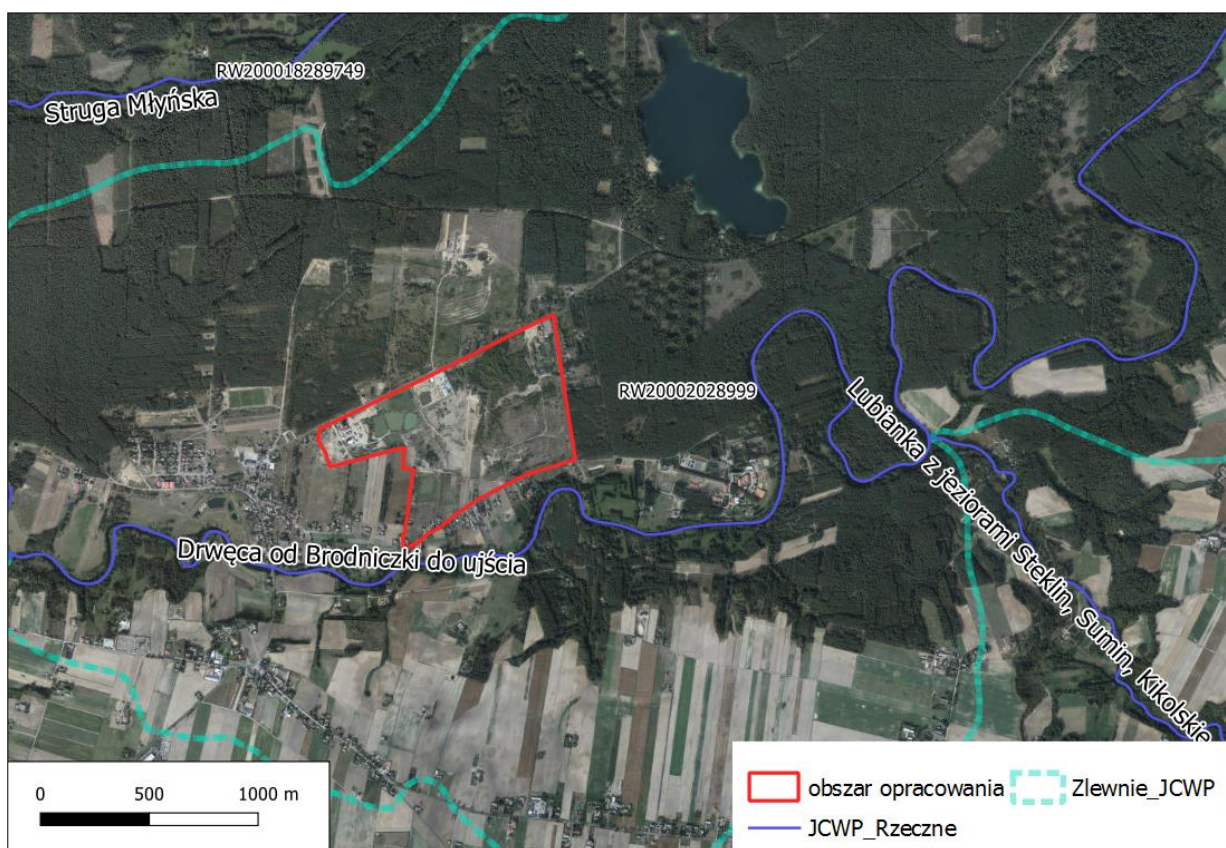 RW200018289749
Struga Młyńska
RW20002028999
Lubianka z jeziorami Steklin, Sumin, Kikolskie
Drwęca od Brodniczki do ujścia
0 500 1000 m
obszar opracowania
Zlewnie_JCWP
JCWP_Rzeczne